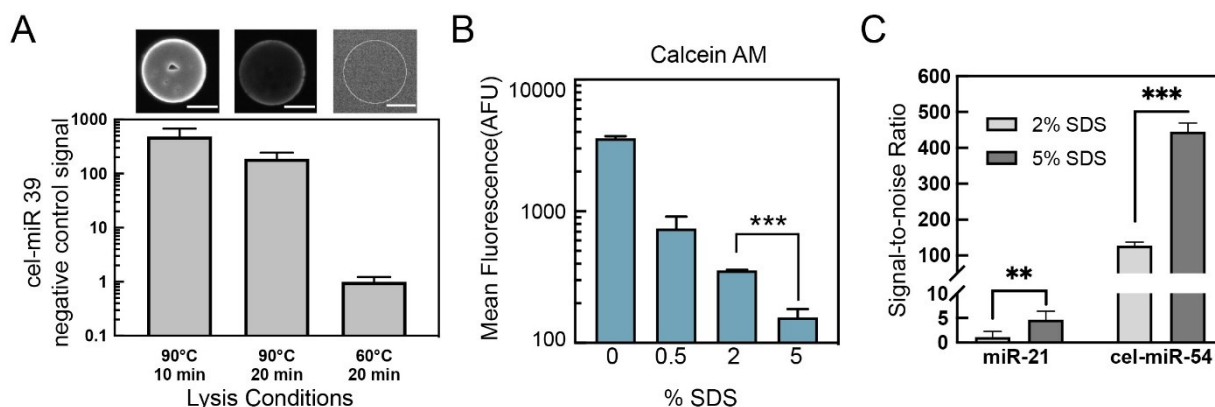 A
cel-miR 39
negative control signal
1000
100
10
1
0.1
90°C
10 min
90°C
20 min
60°C
20 min
Lysis Conditions
B
Calcein AM
Mean Fluorescence(AFU)
10000
1000
100
***
0
0.5
2
5
% SDS
C
Signal-to-noise Ratio
600
500
400
300
200
100
10
5
0
2% SDS
5% SDS
**
***
miR-21
cel-miR-54